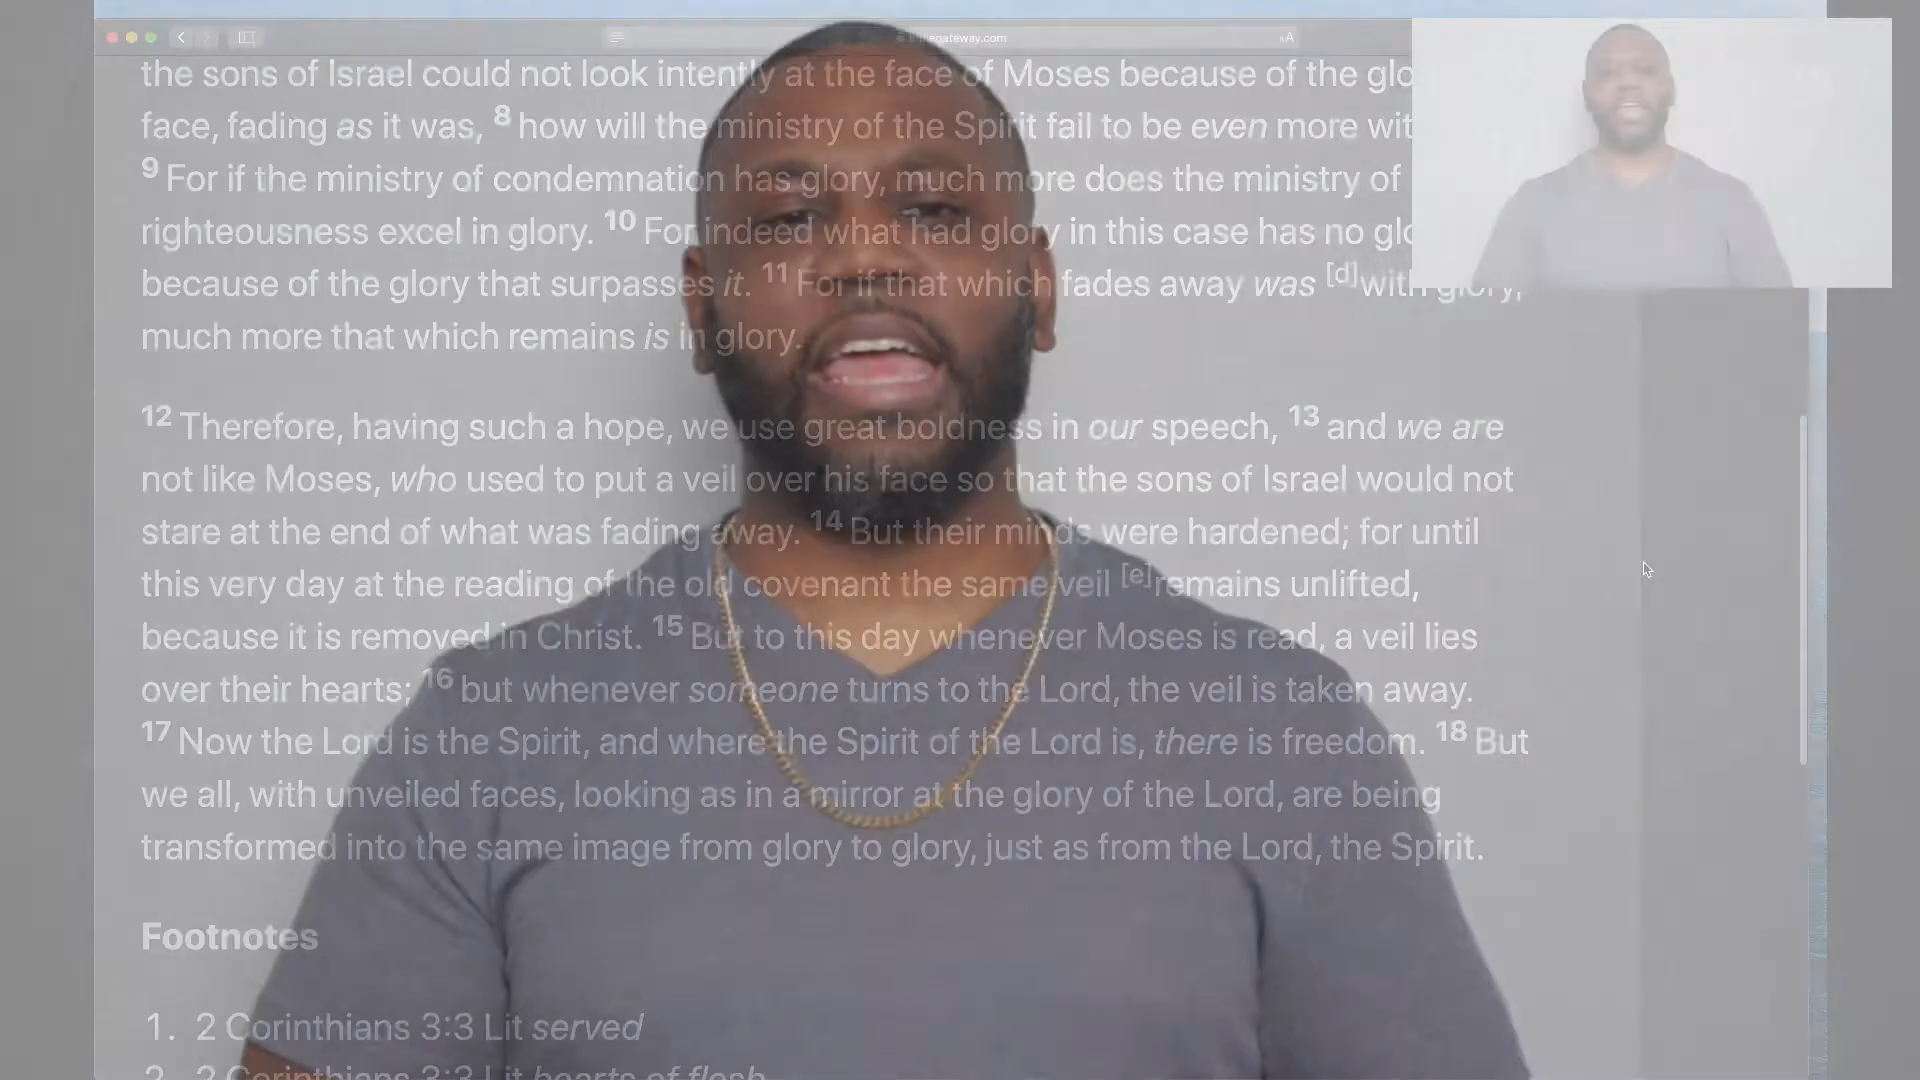 gateway.com
AA
the sons of Israel could not look intently at the face of Moses because of the glo
face, fading as it was, 8 how will the ministry of the Spirit fail to be even more wit
9 For if the ministry of condemnation has glory, much more does the ministry of
righteousness excel in glory. 10 For indeed what had glory in this case has no glo
because of the glory that surpasses it. 11 For if that which fades away was [d]with glory,
much more that which remains is in glory.
12 Therefore, having such a hope, we use great boldness in our speech, 13 and we are
not like Moses, who used to put a veil over his face so that the sons of Israel would not
stare at the end of what was fading away. 14 But their minds were hardened; for until
this very day at the reading of the old covenant the same veil [e]remains unlifted,
because it is removed in Christ. 15 But to this day whenever Moses is read, a veil lies
over their hearts; 16 but whenever someone turns to the Lord, the veil is taken away.
17 Now the Lord is the Spirit, and where the Spirit of the Lord is, there is freedom. 18 But
we all, with unveiled faces, looking as in a mirror at the glory of the Lord, are being
transformed into the same image from glory to glory, just as from the Lord, the Spirit.
Footnotes
1. 2 Corinthians 3:3 Lit served
2. 2 Corinthians 3:3 Lit hearts of flesh